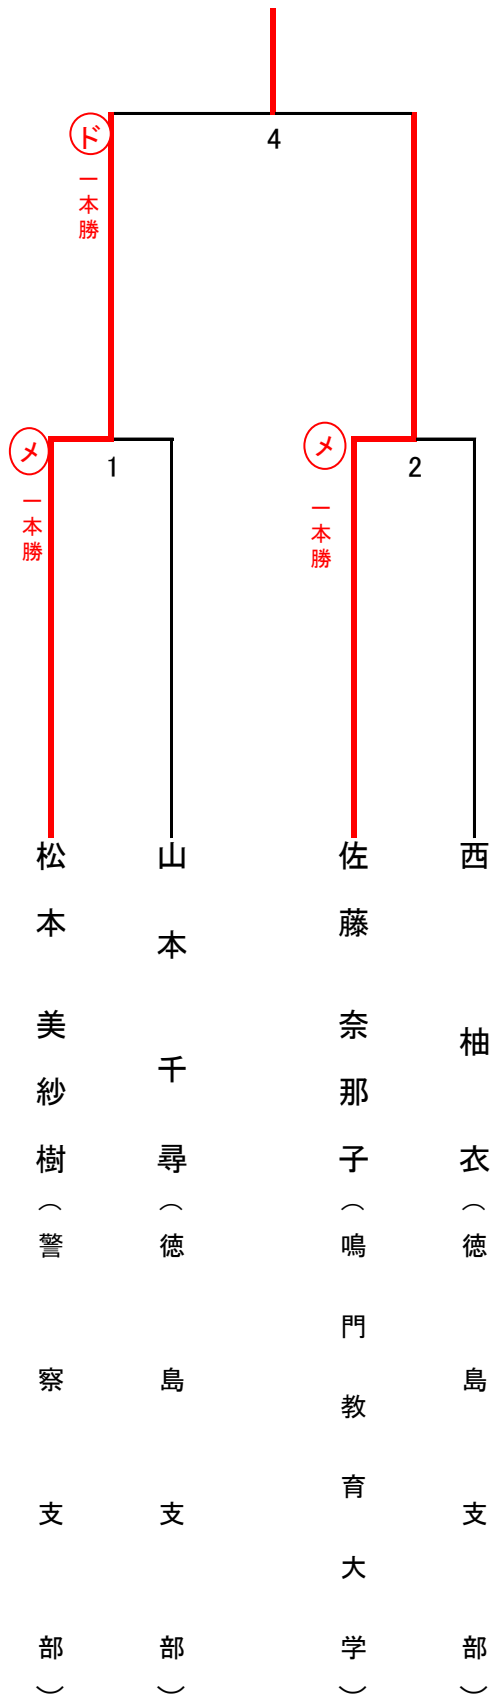 ド
一本勝
4
メ
一本勝
1
メ
一本勝
2
松本美紗樹（警察支部）
山本千尋（徳島支部）
佐藤奈那子（鳴門教育大学）
西柚衣（徳島支部）